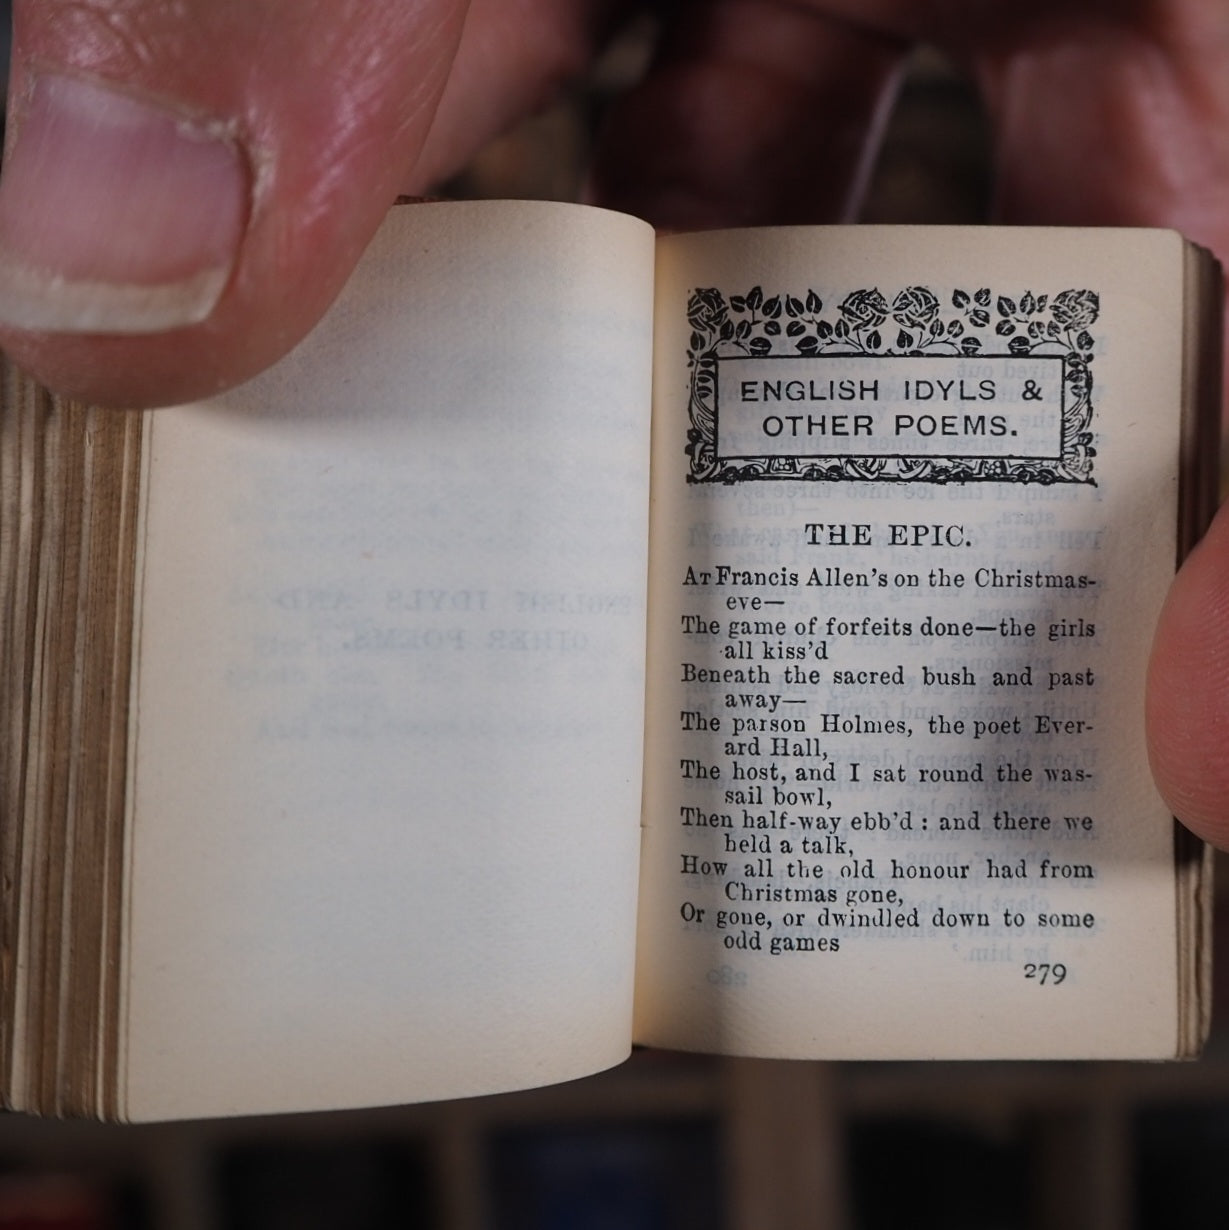 ENGLISH IDYLS &
OTHER POEMS.
THE EPIC.
AT Francis Allen's on the Christmas-
eve—
The game of forfeits done—the girls
all kiss'd
Beneath the sacred bush and past
away—
The parson Holmes, the poet Ever-
ard Hall,
The host, and I sat round the was-
sail bowl,
Then half-way ebb'd : and there we
held a talk,
How all the old honour had from
Christmas gone,
Or gone, or dwindled down to some
odd games
279